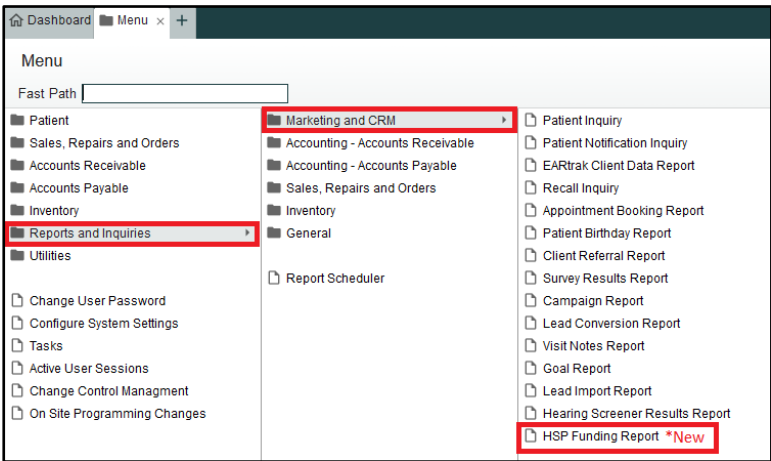 Dashboard Menu × +
Menu
Fast Path
Patient
Sales, Repairs and Orders
Accounts Receivable
Accounts Payable
Inventory
Reports and Inquiries
Utilities
Change User Password
Configure System Settings
Tasks
Active User Sessions
Change Control Managment
On Site Programming Changes
Marketing and CRM
Accounting - Accounts Receivable
Accounting - Accounts Payable
Sales, Repairs and Orders
Inventory
General
Report Scheduler
Patient Inquiry
Patient Notification Inquiry
EARtrak Client Data Report
Recall Inquiry
Appointment Booking Report
Patient Birthday Report
Client Referral Report
Survey Results Report
Campaign Report
Lead Conversion Report
Visit Notes Report
Goal Report
Lead Import Report
Hearing Screener Results Report
HSP Funding Report *New